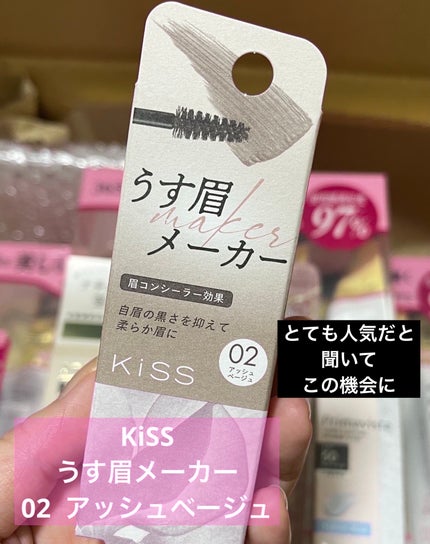 うす眉
maker
メーカー
眉コンシーラー効果
自眉の黒さを抑えて
柔らか眉に
KiSS
02
アッシュ
ベージュ
97%
とても人気だと
聞いて
この機会に
KiSS
うす眉メーカー
02 アッシュベージュ